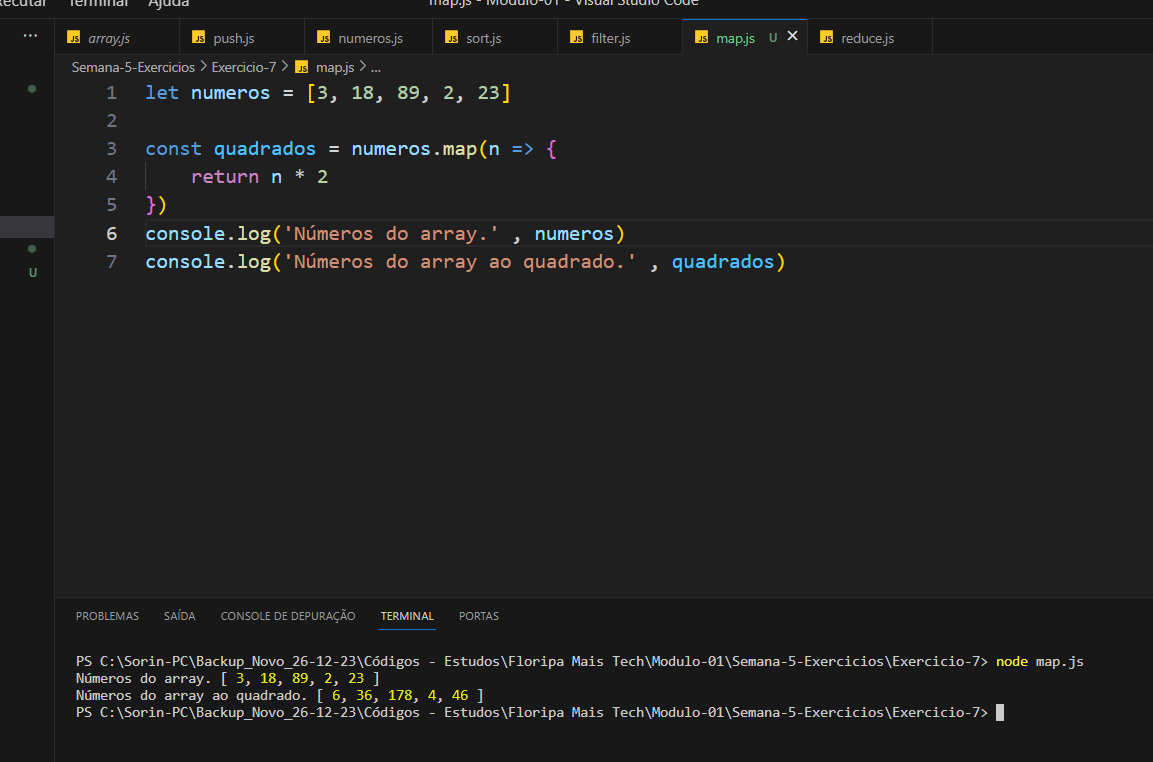 Terminal Ajuda map.js - Modulo-01 - Visual Studio Code
... JS array.js JS push.js JS numeros.js JS sort.js JS filter.js JS map.js U × JS reduce.js
Semana-5-Exercicios > Exercicio-7 > JS map.js > ...
1 let numeros = [3, 18, 89, 2, 23]
2
3 const quadrados = numeros.map(n => {
4 return n * 2
5 })
6 console.log('Números do array.' , numeros)
7 console.log('Números do array ao quadrado.' , quadrados)
U
PROBLEMAS SAÍDA CONSOLE DE DEPURAÇÃO TERMINAL PORTAS
PS C:\Sorin-PC\Backup_Novo_26-12-23\Códigos - Estudos\Floripa Mais Tech\Modulo-01\Semana-5-Exercicios\Exercicio-7> node map.js
Números do array. [ 3, 18, 89, 2, 23 ]
Números do array ao quadrado. [ 6, 36, 178, 4, 46 ]
PS C:\Sorin-PC\Backup_Novo_26-12-23\Códigos - Estudos\Floripa Mais Tech\Modulo-01\Semana-5-Exercicios\Exercicio-7>